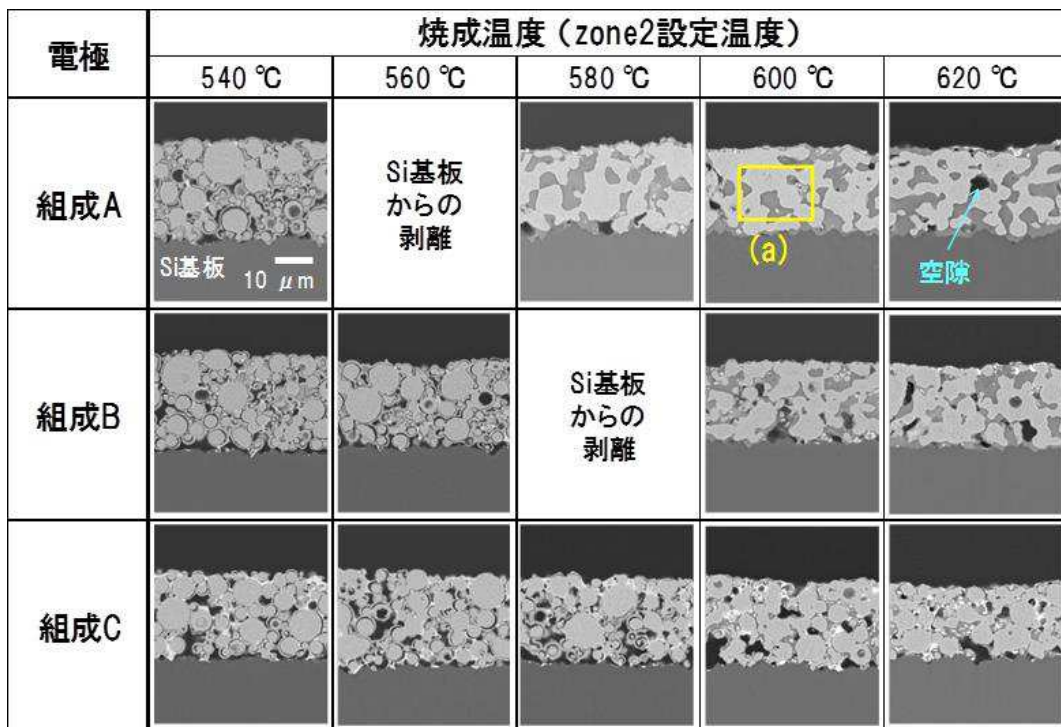 電極
焼成温度（zone2設定温度）
540 ℃
560 ℃
580 ℃
600 ℃
620 ℃
組成A
Si基板
10 μm
Si基板
からの
剥離
(a)
空隙
組成B
Si基板
からの
剥離
組成C